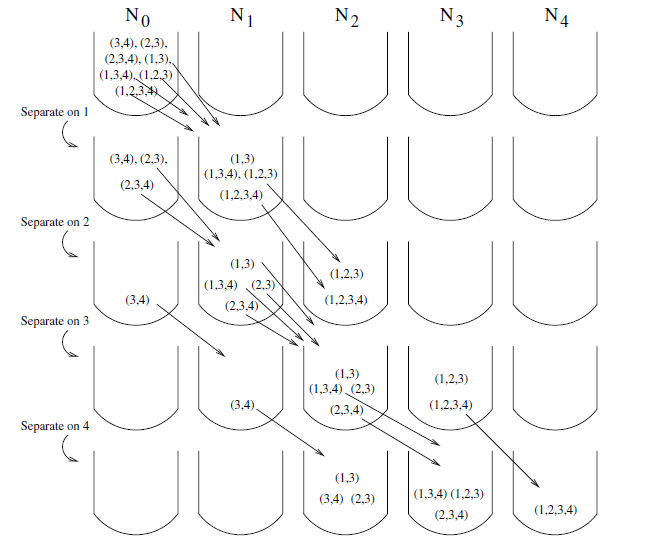 N0 N1 N2 N3 N4
(3,4), (2,3),
(2,3,4), (1,3),
(1,3,4), (1,2,3)
(1,2,3,4)
Separate on 1
(3,4), (2,3), (1,3)
(1,3,4), (1,2,3)
(2,3,4) (1,2,3,4)
Separate on 2
(1,3) (1,2,3)
(1,3,4) (2,3)
(3,4) (2,3,4) (1,2,3,4)
Separate on 3
(1,3) (1,2,3)
(1,3,4) (2,3)
(3,4) (2,3,4) (1,2,3,4)
Separate on 4
(1,3)
(3,4) (2,3) (1,3,4) (1,2,3)
(2,3,4) (1,2,3,4)